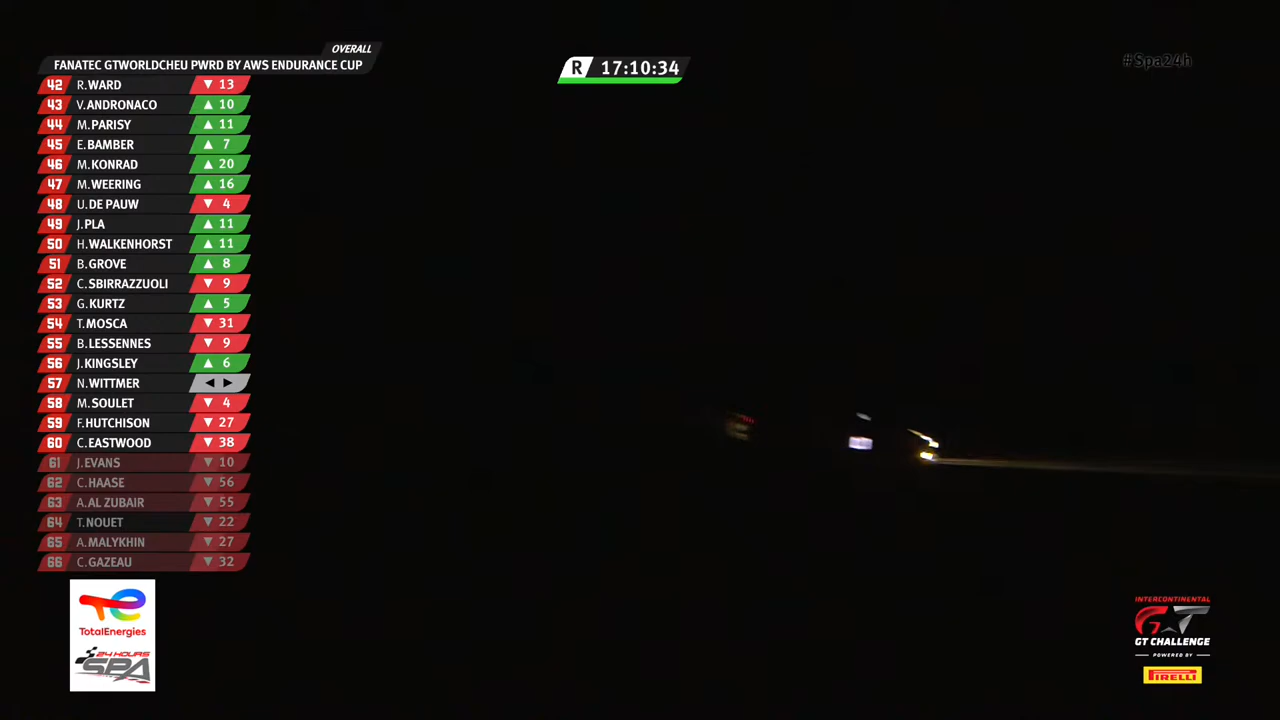 OVERALL
FANATEC GTWORLDCHEU PWRD BY AWS ENDURANCE CUP
R 17:10:34
#Spa24h
42 R.WARD ▼ 13
43 V.ANDRONACO ▲ 10
44 M.PARISY ▲ 11
45 E.BAMBER ▲ 7
46 M.KONRAD ▲ 20
47 M.WEERING ▲ 16
48 U.DE PAUW ▼ 4
49 J.PLA ▲ 11
50 H.WALKENHORST ▲ 11
51 B.GROVE ▲ 8
52 C.SBIRRAZZUOLI ▼ 9
53 G.KURTZ ▲ 5
54 T.MOSCA ▼ 31
55 B.LESSENNES ▼ 9
56 J.KINGSLEY ▲ 6
57 N.WITTMER ◀ ▶
58 M.SOULET ▼ 4
59 F.HUTCHISON ▼ 27
60 C.EASTWOOD ▼ 38
61 J.EVANS ▼ 10
62 C.HAASE ▼ 56
63 A.AL ZUBAIR ▼ 55
64 T.NOUET ▼ 22
65 A.MALYKHIN ▼ 27
66 C.GAZEAU ▼ 32
TotalEnergies
24 HOURS
SPA
INTERCONTINENTAL
GT
GT CHALLENGE
POWERED BY
PIRELLI